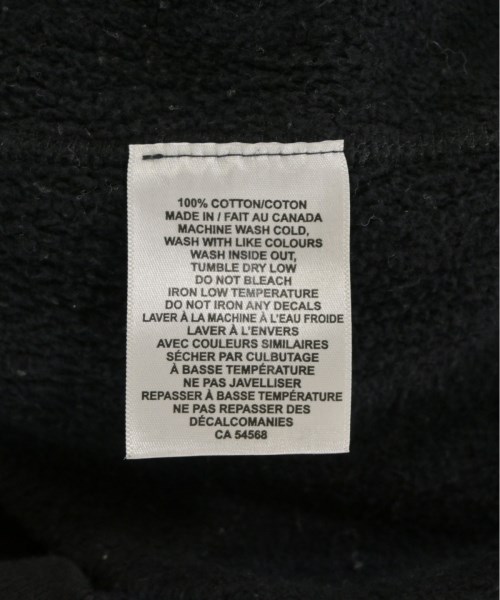 100% COTTON/COTON
MADE IN / FAIT AU CANADA
MACHINE WASH COLD,
WASH WITH LIKE COLOURS
WASH INSIDE OUT,
TUMBLE DRY LOW
DO NOT BLEACH
IRON LOW TEMPERATURE
DO NOT IRON ANY DECALS
LAVER À LA MACHINE À L'EAU FROIDE
LAVER À L'ENVERS
AVEC COULEURS SIMILAIRES
SÉCHER PAR CULBUTAGE
À BASSE TEMPÉRATURE
NE PAS JAVELLISER
REPASSER À BASSE TEMPÉRATURE
NE PAS REPASSER DES
DÉCALCOMANIES
CA 54568